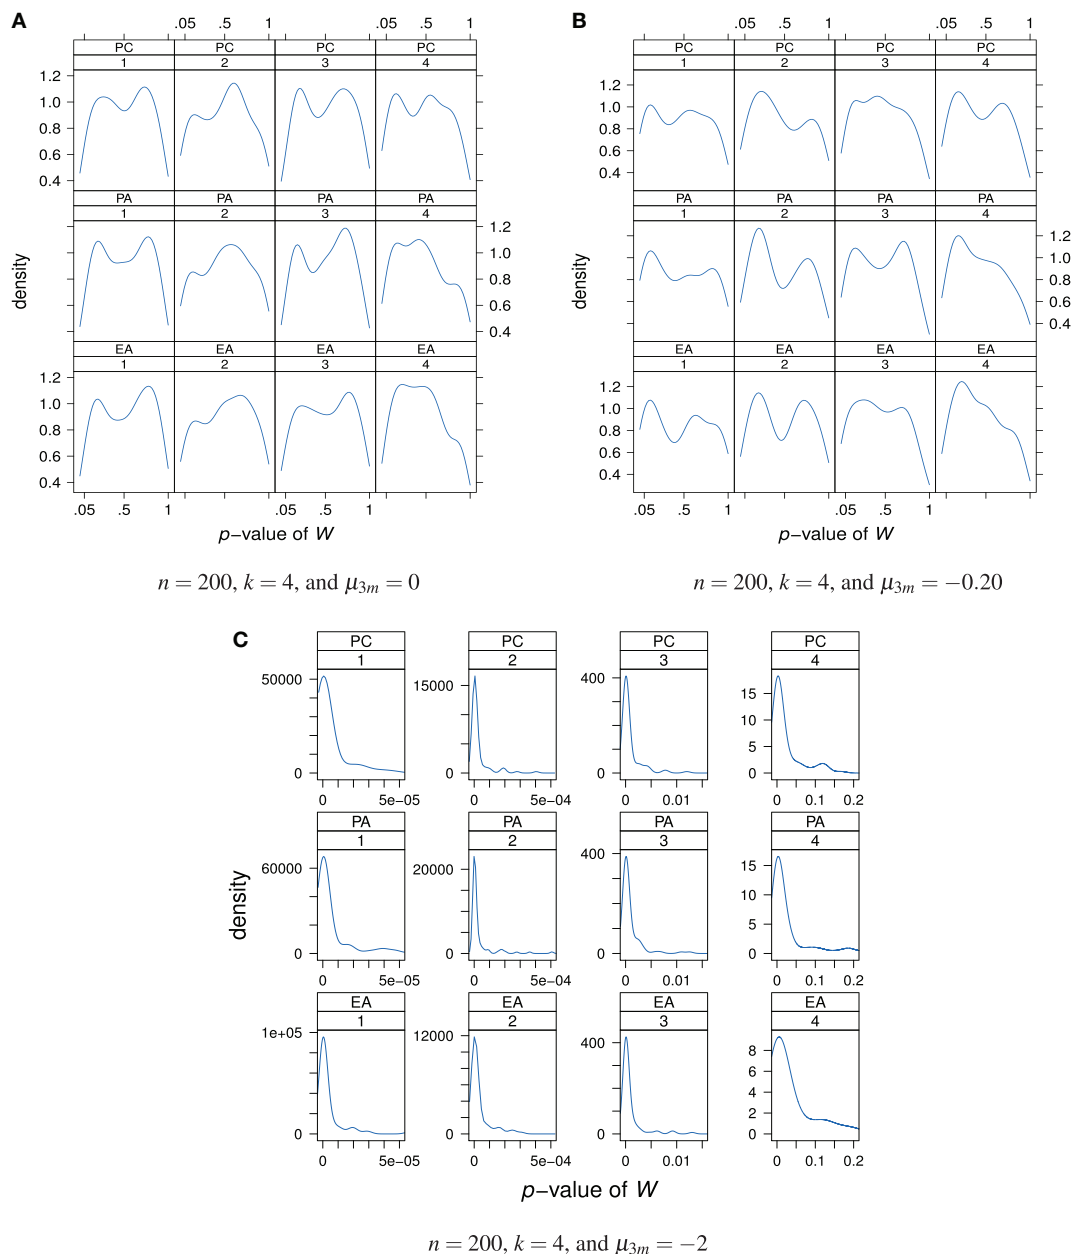 A
B
.05 .5 1 .05 .5 1
.05 .5 1 .05 .5 1
PC PC PC PC
1 2 3 4
PC PC PC PC
1 2 3 4
1.2
1.0
0.8
0.6
0.4
1.2
1.0
0.8
0.6
0.4
PA PA PA PA
1 2 3 4
PA PA PA PA
1 2 3 4
density
1.2
1.0
0.8
0.6
0.4
density
1.2
1.0
0.8
0.6
0.4
EA EA EA EA
1 2 3 4
EA EA EA EA
1 2 3 4
1.2
1.0
0.8
0.6
0.4
1.2
1.0
0.8
0.6
0.4
.05 .5 1 .05 .5 1
.05 .5 1 .05 .5 1
p−value of W
p−value of W
n = 200, k = 4, and μ3m = 0
n = 200, k = 4, and μ3m = −0.20
C
PC PC PC PC
1 2 3 4
50000
0
15000
0
400
0
15
10
5
0
0 5e−05 0 5e−04 0 0.01 0 0.1 0.2
PA PA PA PA
1 2 3 4
density
60000
0
20000
0
400
0
15
10
5
0
0 5e−05 0 5e−04 0 0.01 0 0.1 0.2
EA EA EA EA
1 2 3 4
1e+05
0
12000
0
400
0
8
6
4
2
0
0 5e−05 0 5e−04 0 0.01 0 0.1 0.2
p−value of W
n = 200, k = 4, and μ3m = −2